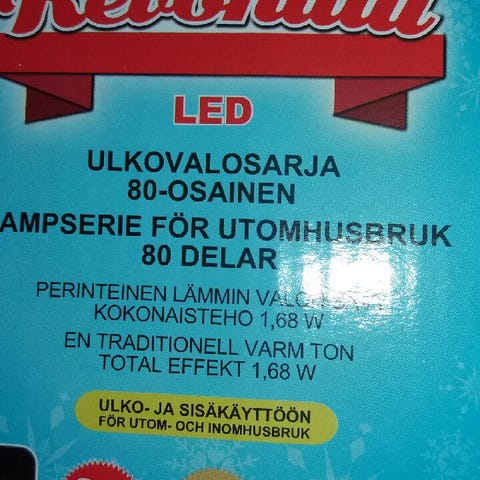 LED
ULKOVALOSARJA
80-OSAINEN
AMPSERIE FÖR UTOMHUSBRUK
80 DELAR
PERINTEINEN LÄMMIN
KOKONAISTEHO 1,68 W
EN TRADITIONELL VARM TON
TOTAL EFFEKT 1,68 W
ULKO- JA SISÄKÄYTTÖÖN
FÖR UTOM- OCH INOMHUSBRUK